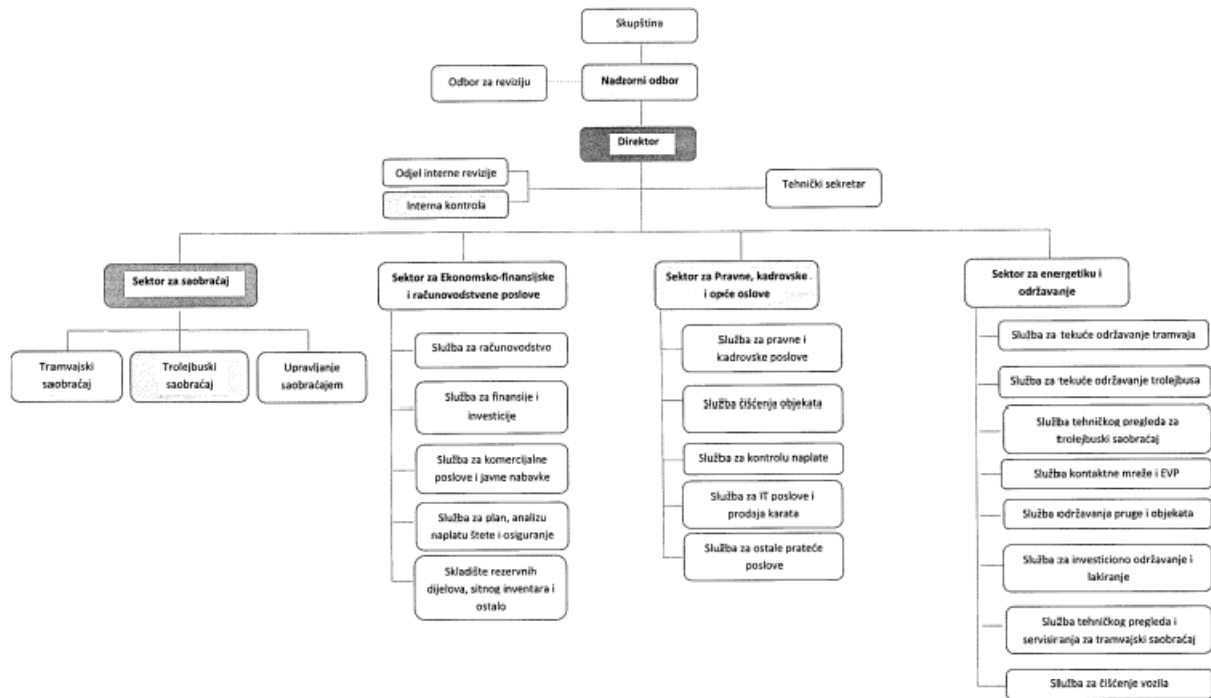 Skupština
Odbor za reviziju
Nadzorni odbor
Direktor
Odjel interne revizije
Interna kontrola
Tehnički sekretar
Sektor za saobraćaj
Tramvajski
saobraćaj
Trolejbuski
saobraćaj
Upravljanje
saobraćajem
Sektor za Ekonomsko-finansijske
i računovodstvene poslove
Služba za računovodstvo
Služba za finansije i
investicije
Služba za komercijalne
poslove i javne nabavke
Služba za plan, analizu
naplatu štete i osiguranje
Skladište rezervnih
dijelova, sitnog inventara i
ostalo
Sektor za Pravne, kadrovske
i opće oslove
Služba za pravne i
kadrovske poslove
Služba čišćenja objekata
Služba za kontrolu naplate
Služba za IT poslove i
prodaja karata
Služba za ostale prateće
poslove
Sektor za energetiku i
održavanje
Služba za tekuće održavanje tramvaja
Služba za tekuće održavanje trolejbusa
Služba tehničkog pregleda za
trolejbuski saobraćaj
Služba kontaktne mreže i EVP
Služba održavanja pruge i objekata
Služba za investiciono održavanje i
lakiranje
Služba tehničkog pregleda i
servisiranja za tramvajski saobraćaj
Služba za čišćenje vozila